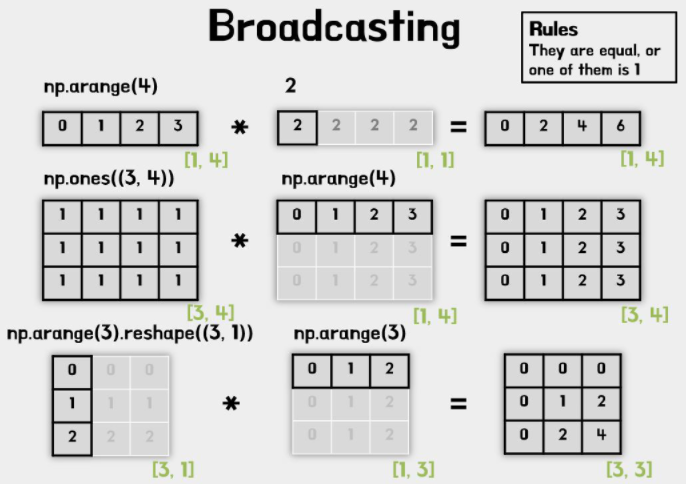 Broadcasting
Rules
They are equal, or
one of them is 1
np.arange(4)
2
0 1 2 3 * 2 2 2 2 = 0 2 4 6
[1, 4] [1, 1] [1, 4]
np.ones((3, 4))
np.arange(4)
1 1 1 1 0 1 2 3 0 1 2 3
1 1 1 1 * 0 1 2 3 = 0 1 2 3
1 1 1 1 0 1 2 3 0 1 2 3
[3, 4] [1, 4] [3, 4]
np.arange(3).reshape((3, 1))
np.arange(3)
0 0 0 0 1 2 0 0 0
1 1 1 * 0 1 2 = 0 1 2
2 2 2 0 1 2 0 2 4
[3, 1] [1, 3] [3, 3]